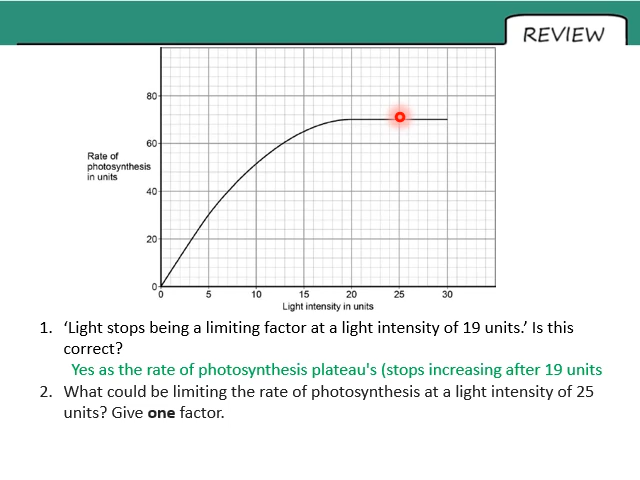 REVIEW
80
60
Rate of
photosynthesis
in units
40
20
0
0 5 10 15 20 25 30
Light intensity in units
1. ‘Light stops being a limiting factor at a light intensity of 19 units.’ Is this
correct?
Yes as the rate of photosynthesis plateau's (stops increasing after 19 units
2. What could be limiting the rate of photosynthesis at a light intensity of 25
units? Give one factor.